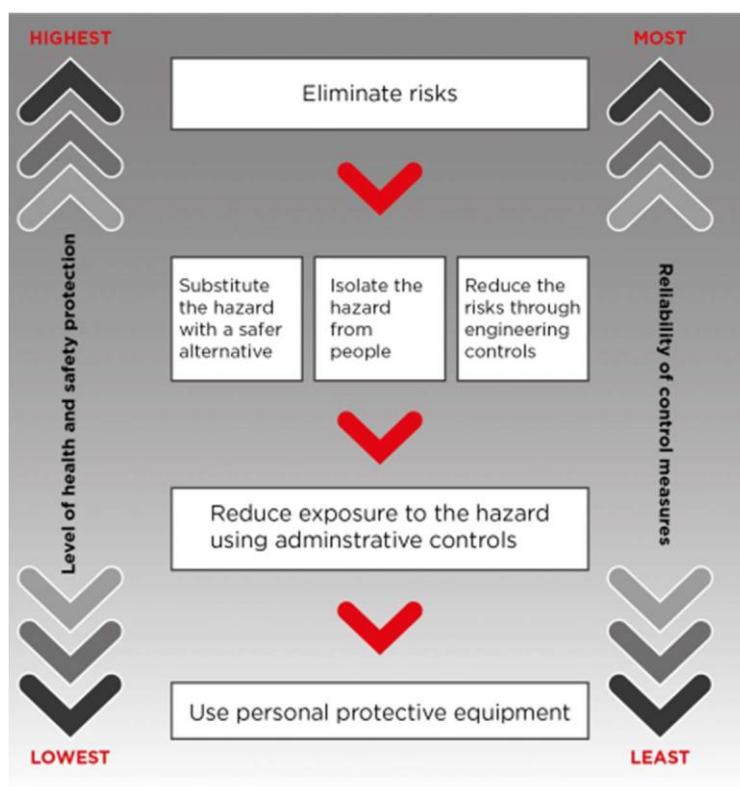 HIGHEST
MOST
Eliminate risks
Substitute
the hazard
with a safer
alternative
Isolate the
hazard
from
people
Reduce the
risks through
engineering
controls
Level of health and safety protection
Reliability of control measures
Reduce exposure to the hazard
using adminstrative controls
Use personal protective equipment
LOWEST
LEAST